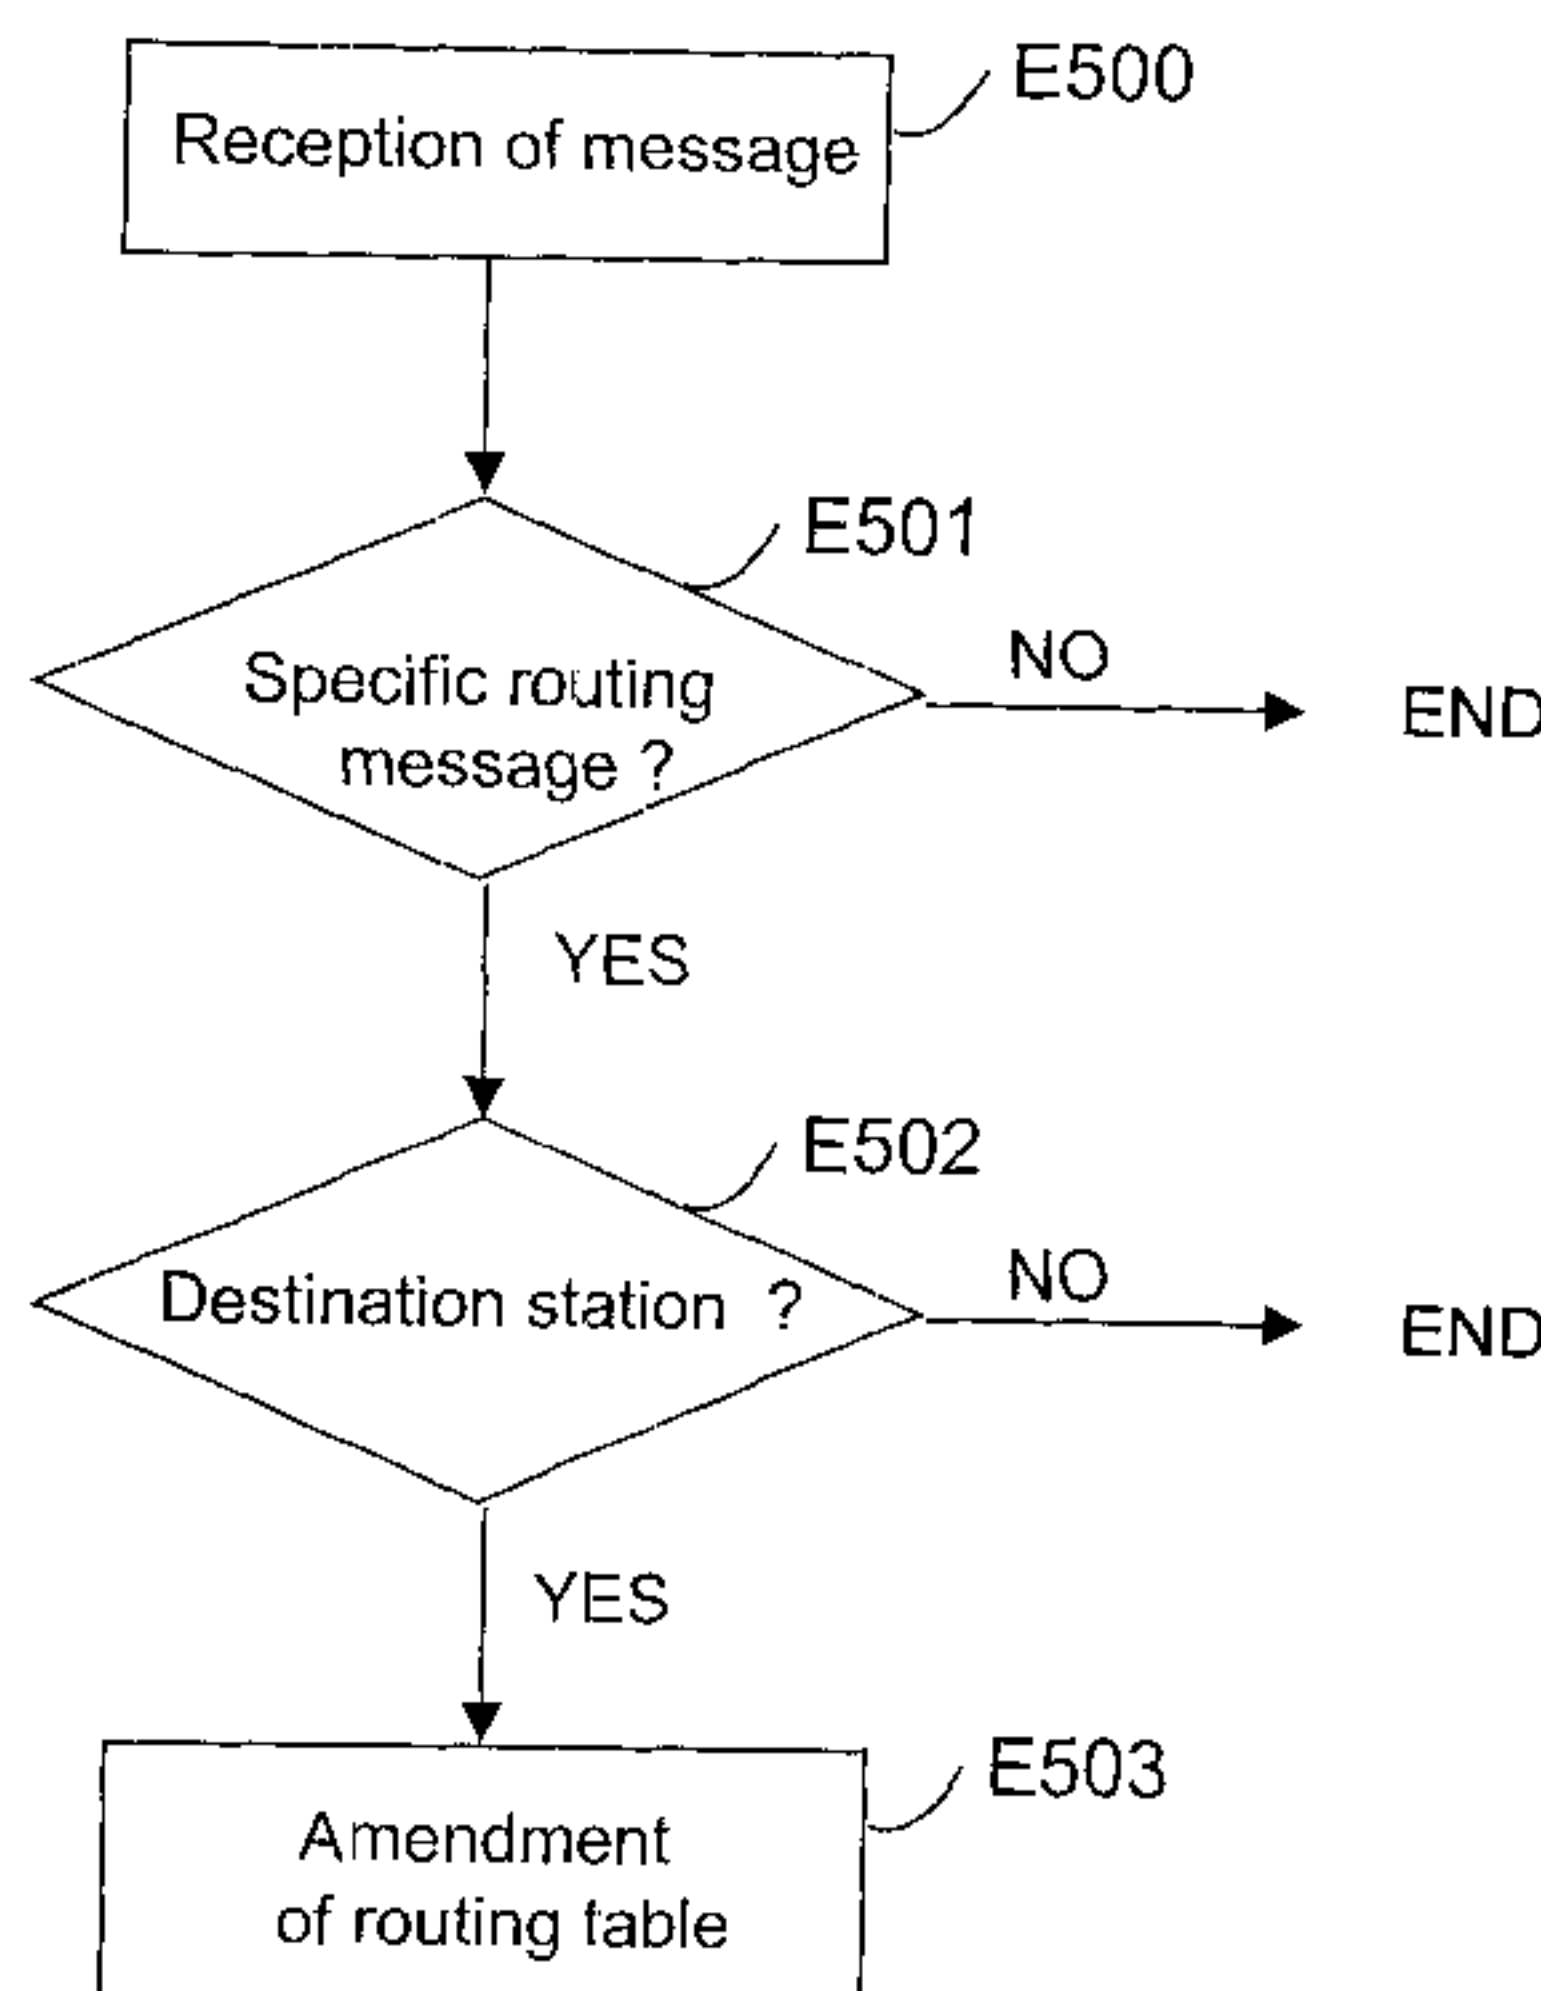 Reception of message
E500
E501
Specific routing
message ?
NO
END
YES
E502
Destination station ?
NO
END
YES
E503
Amendment
of routing table